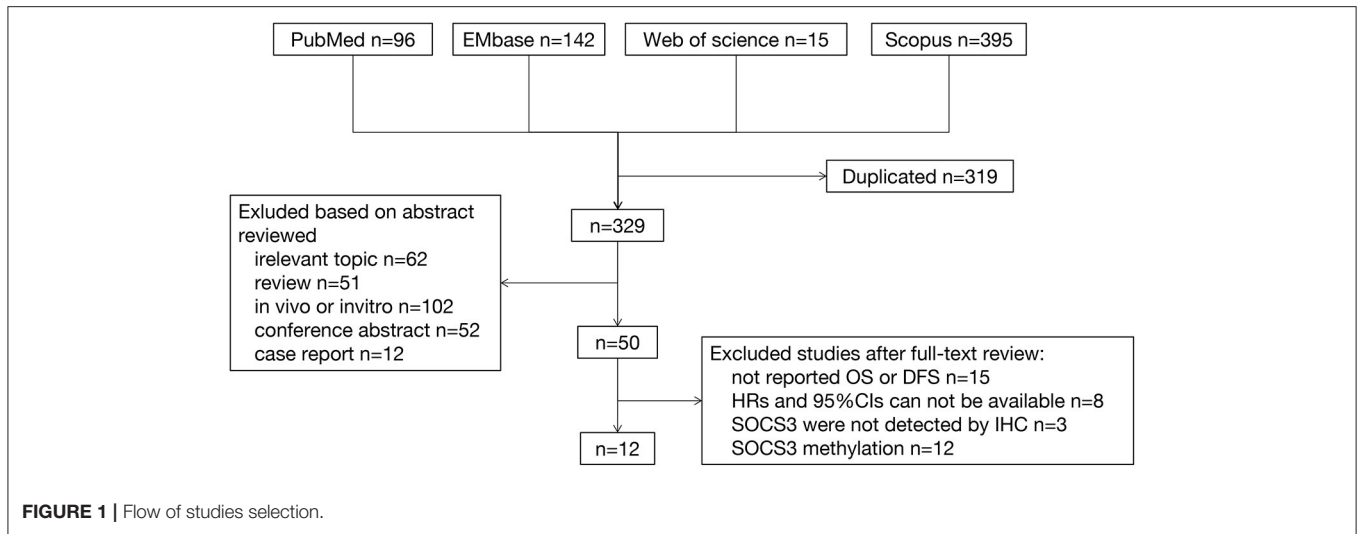 PubMed n=96
EMbase n=142
Web of science n=15
Scopus n=395
Duplicated n=319
n=329
Exluded based on abstract
reviewed
irelevant topic n=62
review n=51
in vivo or invitro n=102
conference abstract n=52
case report n=12
n=50
Excluded studies after full-text review:
not reported OS or DFS n=15
HRs and 95%CIs can not be available n=8
SOCS3 were not detected by IHC n=3
SOCS3 methylation n=12
n=12
FIGURE 1 | Flow of studies selection.